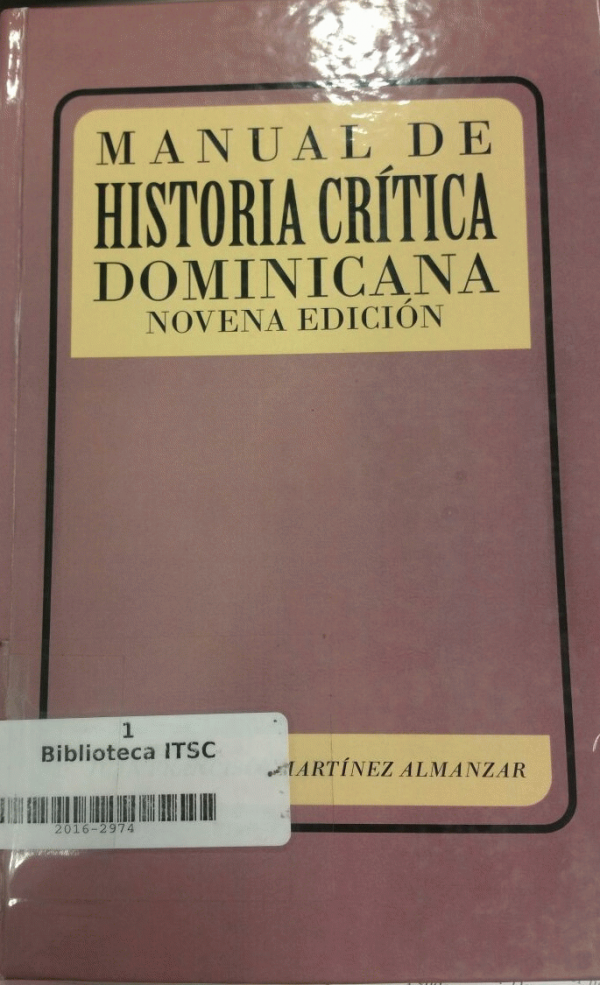 MANUAL DE
HISTORIA CRÍTICA
DOMINICANA
NOVENA EDICIÓN
1
Biblioteca ITSC
MARTÍNEZ ALMANZAR
2016-2974